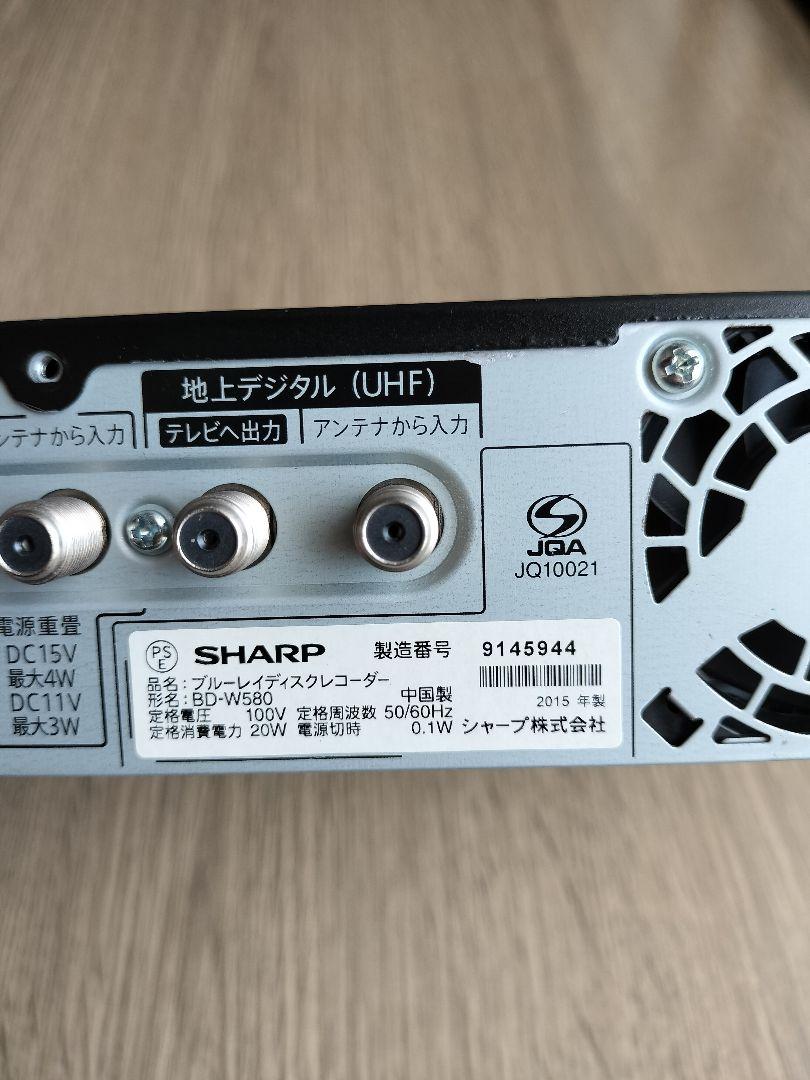 地上デジタル（UHF）
ンテナから入力 テレビへ出力 アンテナから入力
JQA
JQ10021
電源重畳
DC15V
最大4W
DC11V
最大3W
PS
E
SHARP 製造番号 9145944
品名：ブルーレイディスクレコーダー
形名：BD-W580 中国製 2015 年製
定格電圧 100V 定格周波数 50/60Hz
定格消費電力 20W 電源切時 0.1W シャープ株式会社